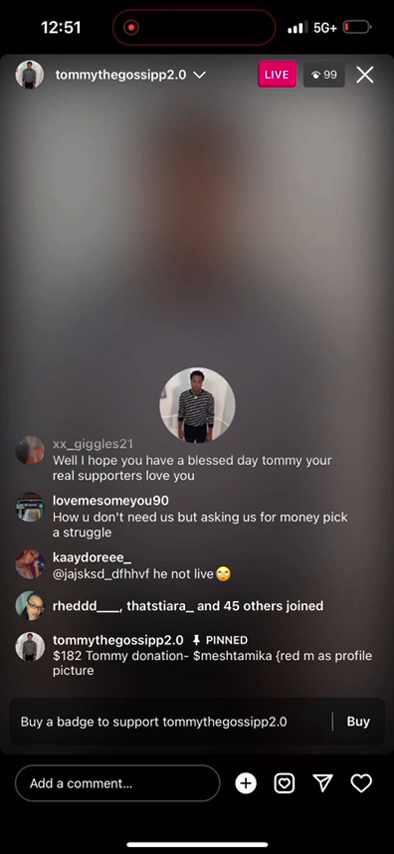 12:51
5G+
tommythegossipp2.0
LIVE
99
xx_giggles21
Well I hope you have a blessed day tommy your
real supporters love you
lovemesomeyou90
How u don't need us but asking us for money pick
a struggle
kaaydoreee_
@jajsksd_dfhhvf he not live🙄
rheddd___, thatstiara_ and 45 others joined
tommythegossipp2.0 PINNED
$182 Tommy donation- $meshtamika {red m as profile
picture
Buy a badge to support tommythegossipp2.0 Buy
Add a comment...